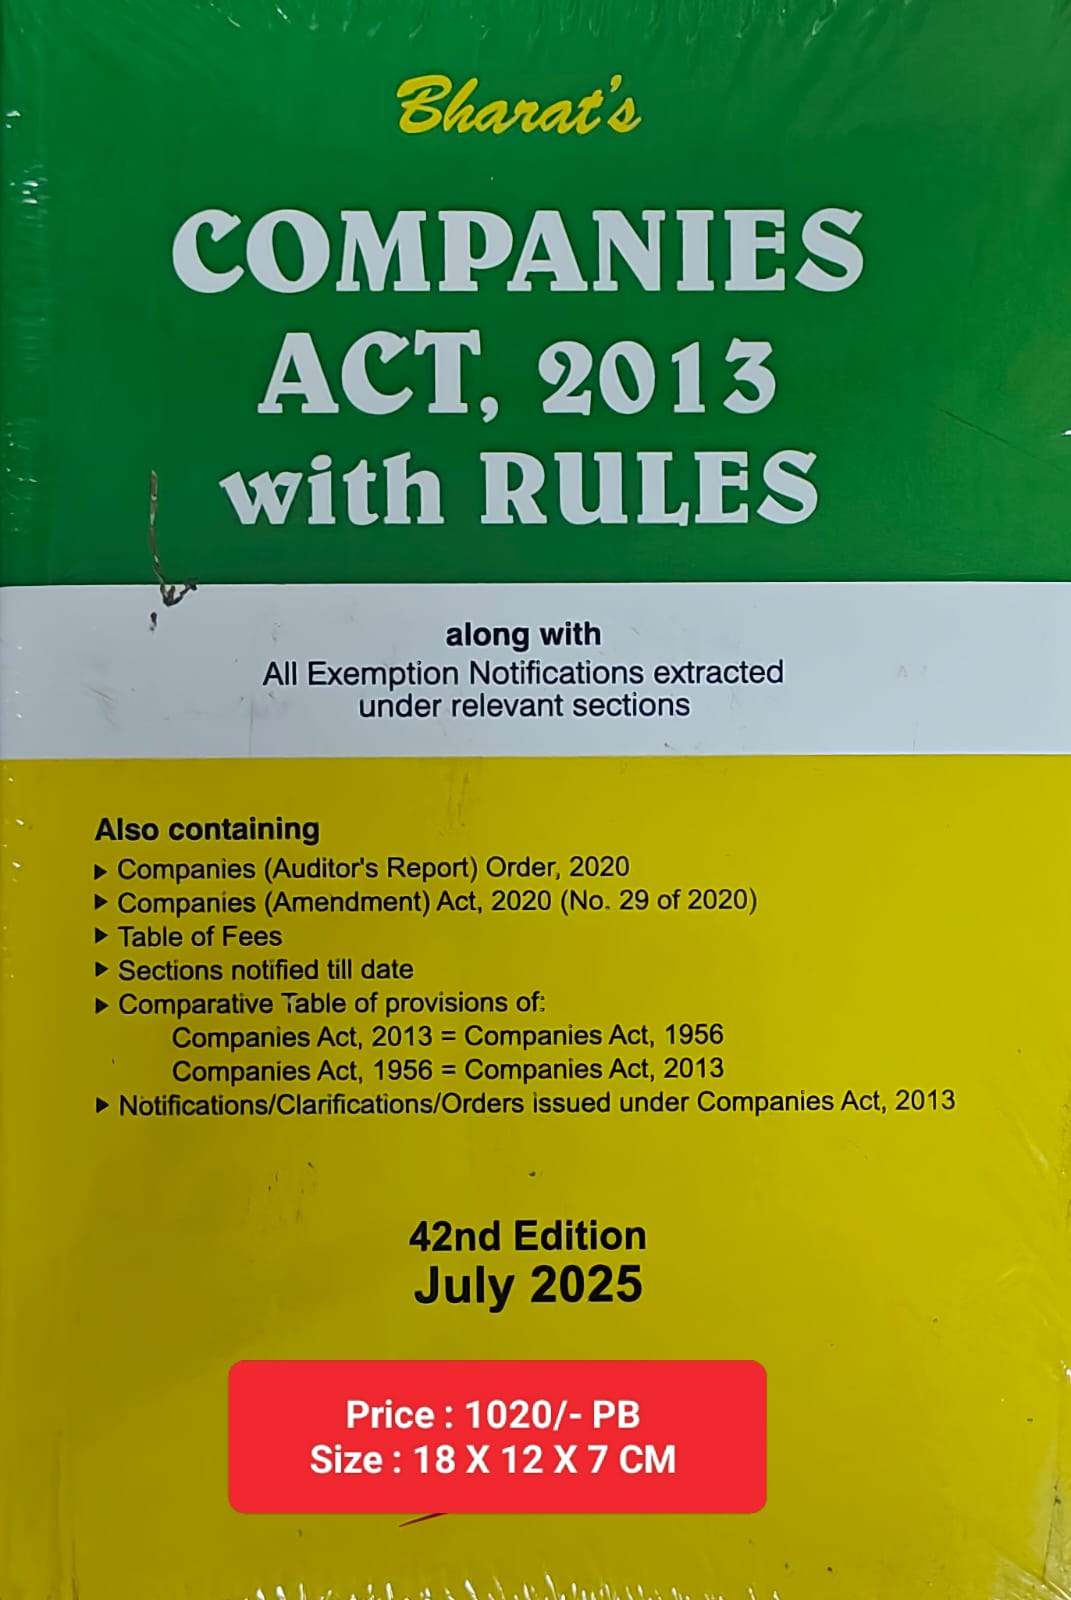 Bharat's
COMPANIES
ACT, 2013
with RULES
along with
All Exemption Notifications extracted
under relevant sections
Also containing
▶ Companies (Auditor's Report) Order, 2020
▶ Companies (Amendment) Act, 2020 (No. 29 of 2020)
▶ Table of Fees
▶ Sections notified till date
▶ Comparative Table of provisions of:
Companies Act, 2013 = Companies Act, 1956
Companies Act, 1956 = Companies Act, 2013
▶ Notifications/Clarifications/Orders issued under Companies Act, 2013
42nd Edition
July 2025
Price : 1020/- PB
Size : 18 X 12 X 7 CM